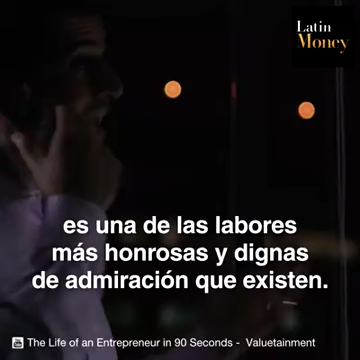 Latin
Money
es una de las labores
más honrosas y dignas
de admiración que existen.
The Life of an Entrepreneur in 90 Seconds - Valuetainment